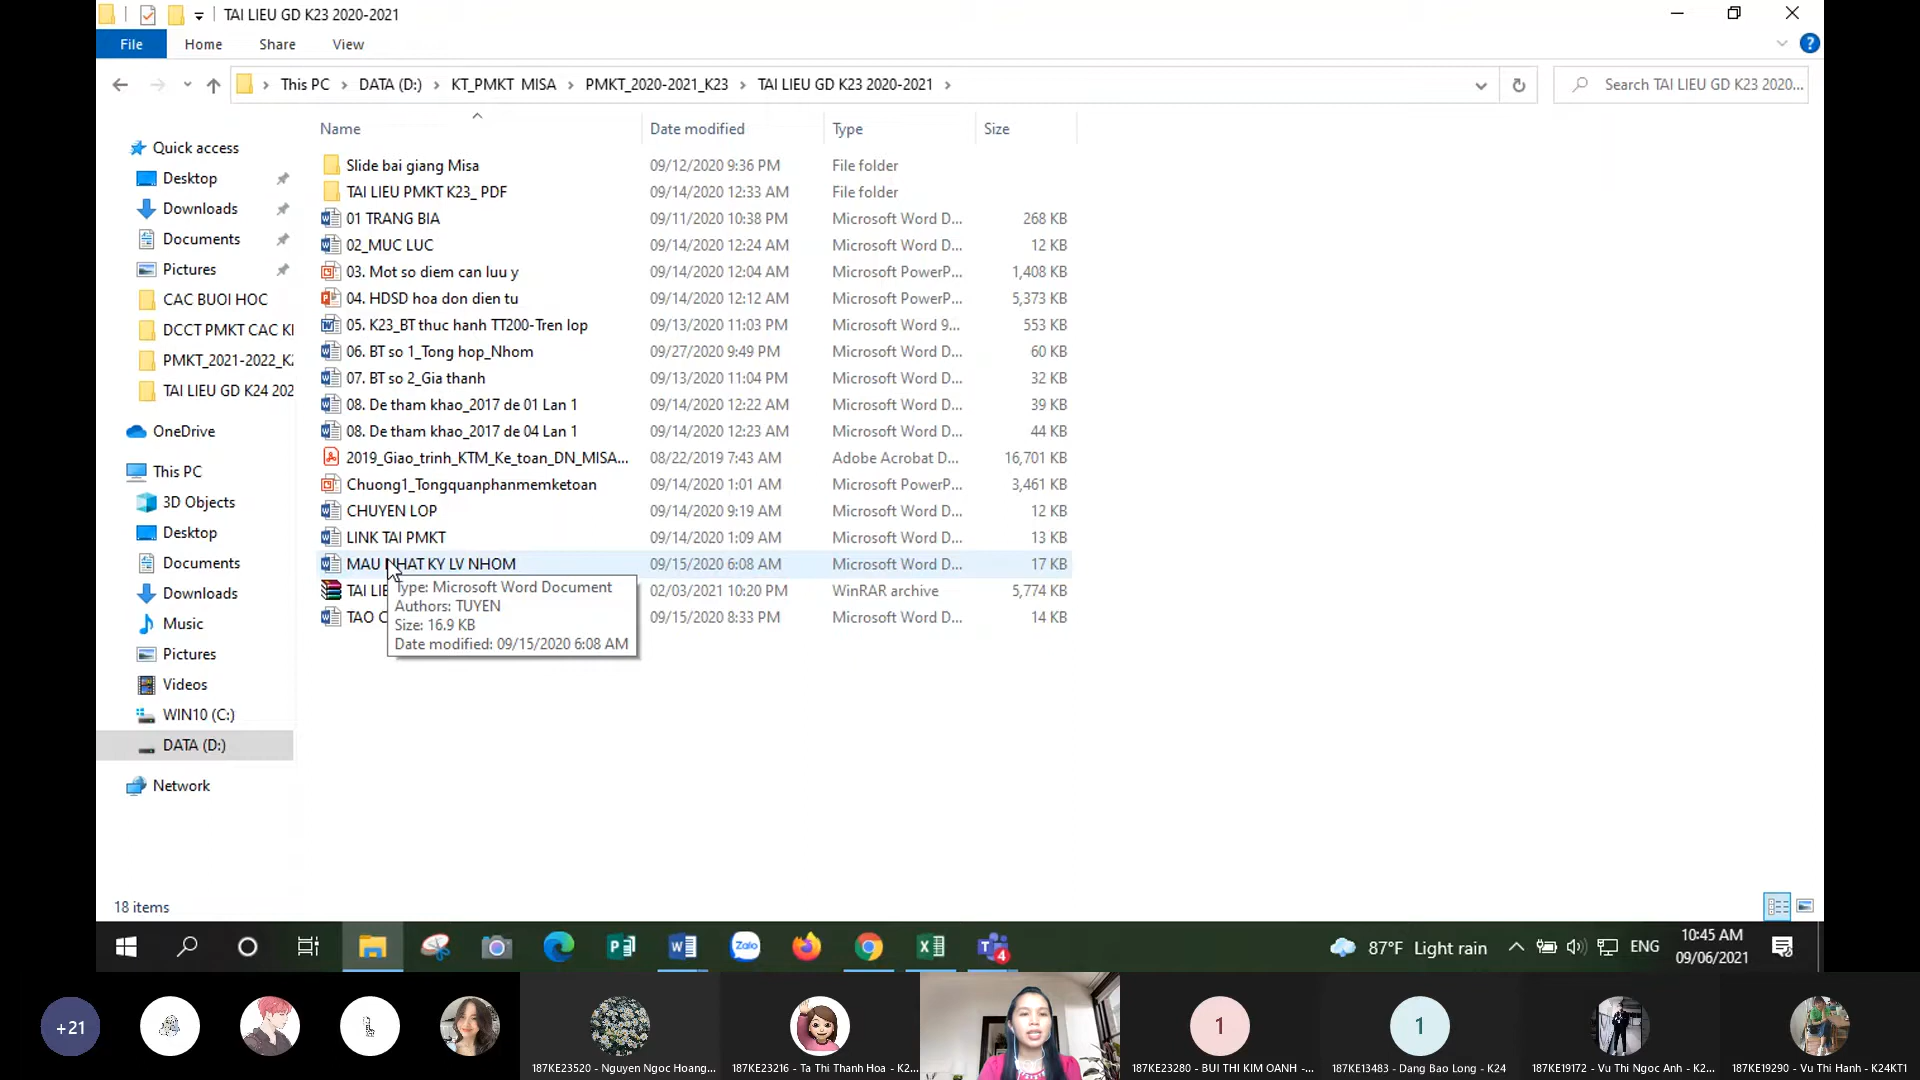 TAI LIEU GD K23 2020-2021
File Home Share View
This PC DATA (D:) KT_PMKT MISA PMKT_2020-2021_K23 TAI LIEU GD K23 2020-2021 Search TAI LIEU GD K23 2020...
Name Date modified Type Size
Quick access
Desktop
Downloads
Documents
Pictures
CAC BUOI HOC
DCCT PMKT CAC KI
PMKT_2021-2022_K2
TAI LIEU GD K24 202
OneDrive
This PC
3D Objects
Desktop
Documents
Downloads
Music
Pictures
Videos
WIN10 (C:)
DATA (D:)
Network
Slide bai giang Misa 09/12/2020 9:36 PM File folder
TAI LIEU PMKT K23_ PDF 09/14/2020 12:33 AM File folder
01 TRANG BIA 09/11/2020 10:38 PM Microsoft Word D... 268 KB
02_MUC LUC 09/14/2020 12:24 AM Microsoft Word D... 12 KB
03. Mot so diem can luu y 09/14/2020 12:04 AM Microsoft PowerP... 1,408 KB
04. HDSD hoa don dien tu 09/14/2020 12:12 AM Microsoft PowerP... 5,373 KB
05. K23_BT thuc hanh TT200-Tren lop 09/13/2020 11:03 PM Microsoft Word 9... 553 KB
06. BT so 1_Tong hop_Nhom 09/27/2020 9:49 PM Microsoft Word D... 60 KB
07. BT so 2_Gia thanh 09/13/2020 11:04 PM Microsoft Word D... 32 KB
08. De tham khao_2017 de 01 Lan 1 09/14/2020 12:22 AM Microsoft Word D... 39 KB
08. De tham khao_2017 de 04 Lan 1 09/14/2020 12:23 AM Microsoft Word D... 44 KB
2019_Giao_trinh_KTM_Ke_toan_DN_MISA... 08/22/2019 7:43 AM Adobe Acrobat D... 16,701 KB
Chuong1_Tongquanphanmemketoan 09/14/2020 1:01 AM Microsoft PowerP... 3,461 KB
CHUYEN LOP 09/14/2020 9:19 AM Microsoft Word D... 12 KB
LINK TAI PMKT 09/14/2020 1:09 AM Microsoft Word D... 13 KB
MAU NHAT KY LV NHOM 09/15/2020 6:08 AM Microsoft Word D... 17 KB
TAI LIE 02/03/2021 10:20 PM WinRAR archive 5,774 KB
TAO C 09/15/2020 8:33 PM Microsoft Word D... 14 KB
Type: Microsoft Word Document
Authors: TUYEN
Size: 16.9 KB
Date modified: 09/15/2020 6:08 AM
18 items
Zalo 4 87°F Light rain ENG 10:45 AM
09/06/2021
+21 1 1
187KE23520 - Nguyen Ngoc Hoang... 187KE23216 - Ta Thi Thanh Hoa - K2... 187KE23280 - BUI THI KIM OANH -... 187KE13483 - Dang Bao Long - K24 187KE19172 - Vu Thi Ngoc Anh - K2... 187KE19290 - Vu Thi Hanh - K24KT1